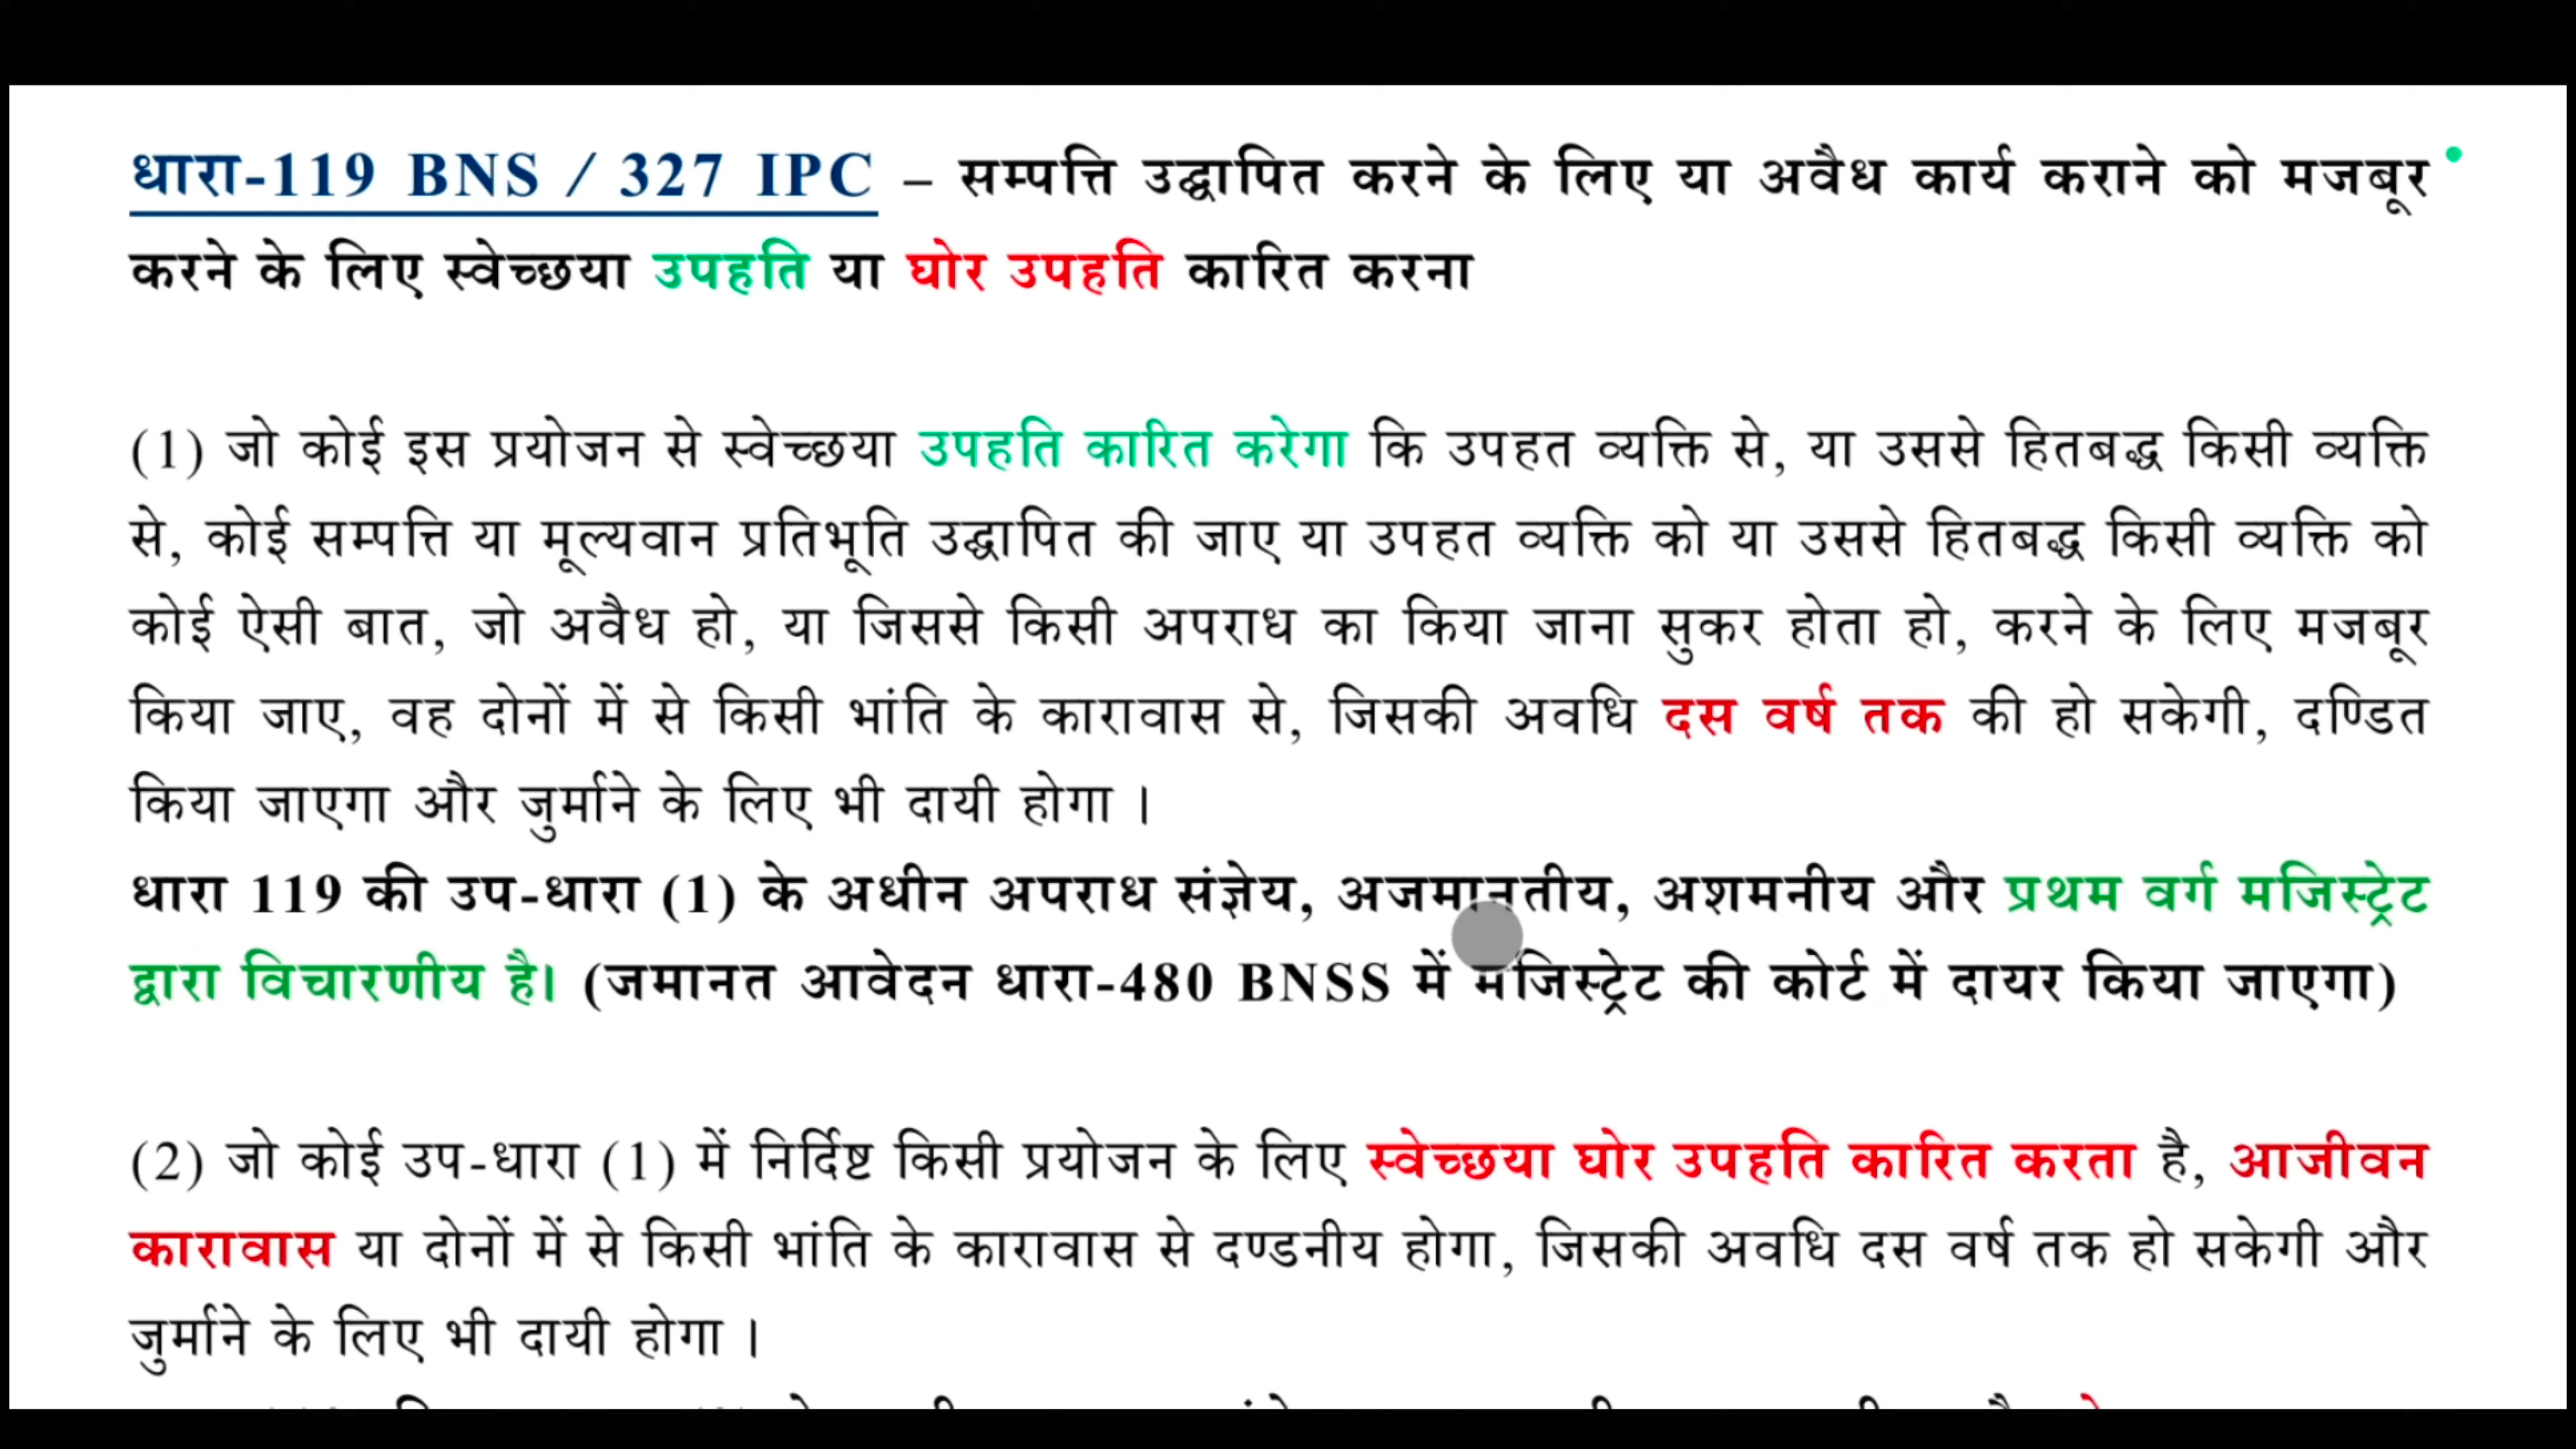 धारा-119 BNS / 327 IPC – सम्पत्ति उद्दापित करने के लिए या अवैध कार्य कराने को मजबूर
करने के लिए स्वेच्छया उपहति या घोर उपहति कारित करना
(1) जो कोई इस प्रयोजन से स्वेच्छया उपहति कारित करेगा कि उपहत व्यक्ति से, या उससे हितबद्ध किसी व्यक्ति
से, कोई सम्पत्ति या मूल्यवान प्रतिभूति उद्दापित की जाए या उपहत व्यक्ति को या उससे हितबद्ध किसी व्यक्ति को
कोई ऐसी बात, जो अवैध हो, या जिससे किसी अपराध का किया जाना सुकर होता हो, करने के लिए मजबूर
किया जाए, वह दोनों में से किसी भांति के कारावास से, जिसकी अवधि दस वर्ष तक की हो सकेगी, दण्डित
किया जाएगा और जुर्माने के लिए भी दायी होगा ।
धारा 119 की उप-धारा (1) के अधीन अपराध संज्ञेय, अजमानतीय, अशमनीय और प्रथम वर्ग मजिस्ट्रेट
द्वारा विचारणीय है। (जमानत आवेदन धारा-480 BNSS में मजिस्ट्रेट की कोर्ट में दायर किया जाएगा)
(2) जो कोई उप-धारा (1) में निर्दिष्ट किसी प्रयोजन के लिए स्वेच्छया घोर उपहति कारित करता है, आजीवन
कारावास या दोनों में से किसी भांति के कारावास से दण्डनीय होगा, जिसकी अवधि दस वर्ष तक हो सकेगी और
जुर्माने के लिए भी दायी होगा ।